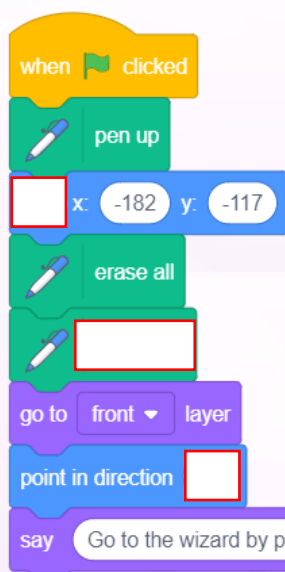 when clicked
pen up
x: -182 y: -117
erase all
go to front layer
point in direction
say Go to the wizard by p